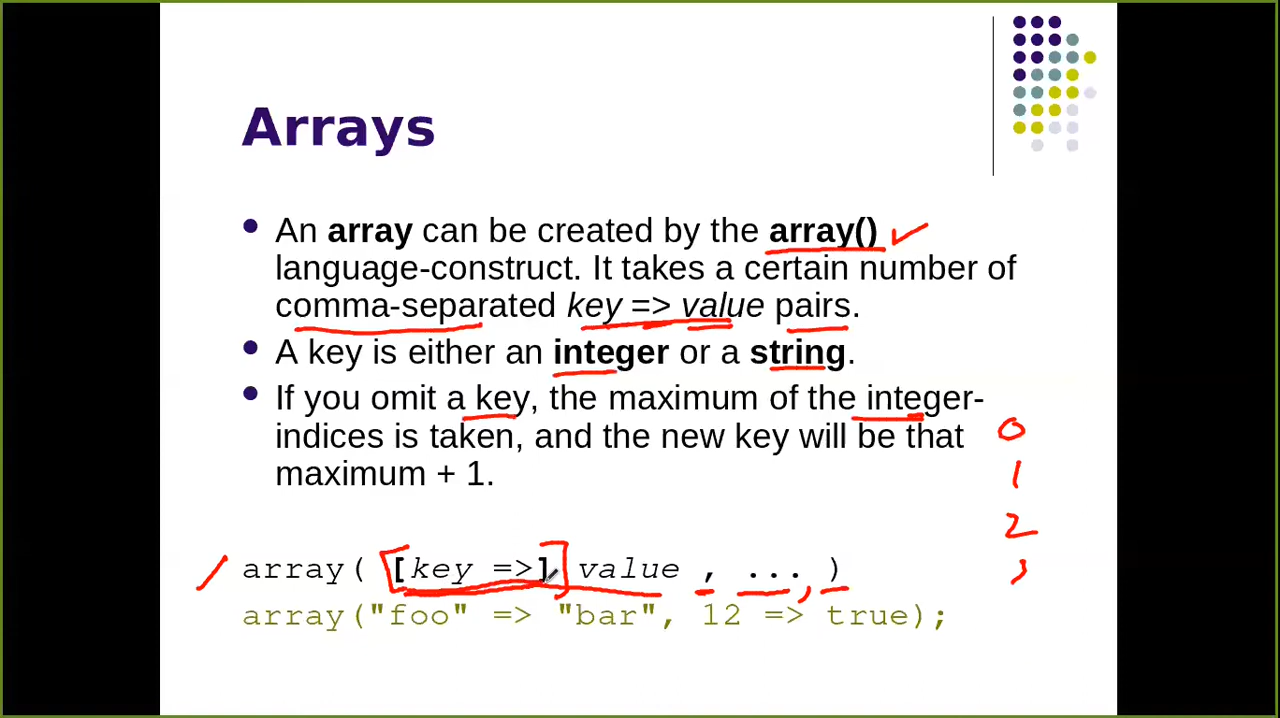 Arrays
An array can be created by the array()
language-construct. It takes a certain number of
comma-separated key => value pairs.
A key is either an integer or a string.
If you omit a key, the maximum of the integer-
indices is taken, and the new key will be that
maximum + 1.
0
1
2
array( [key =>] value , ... )
array("foo" => "bar", 12 => true);